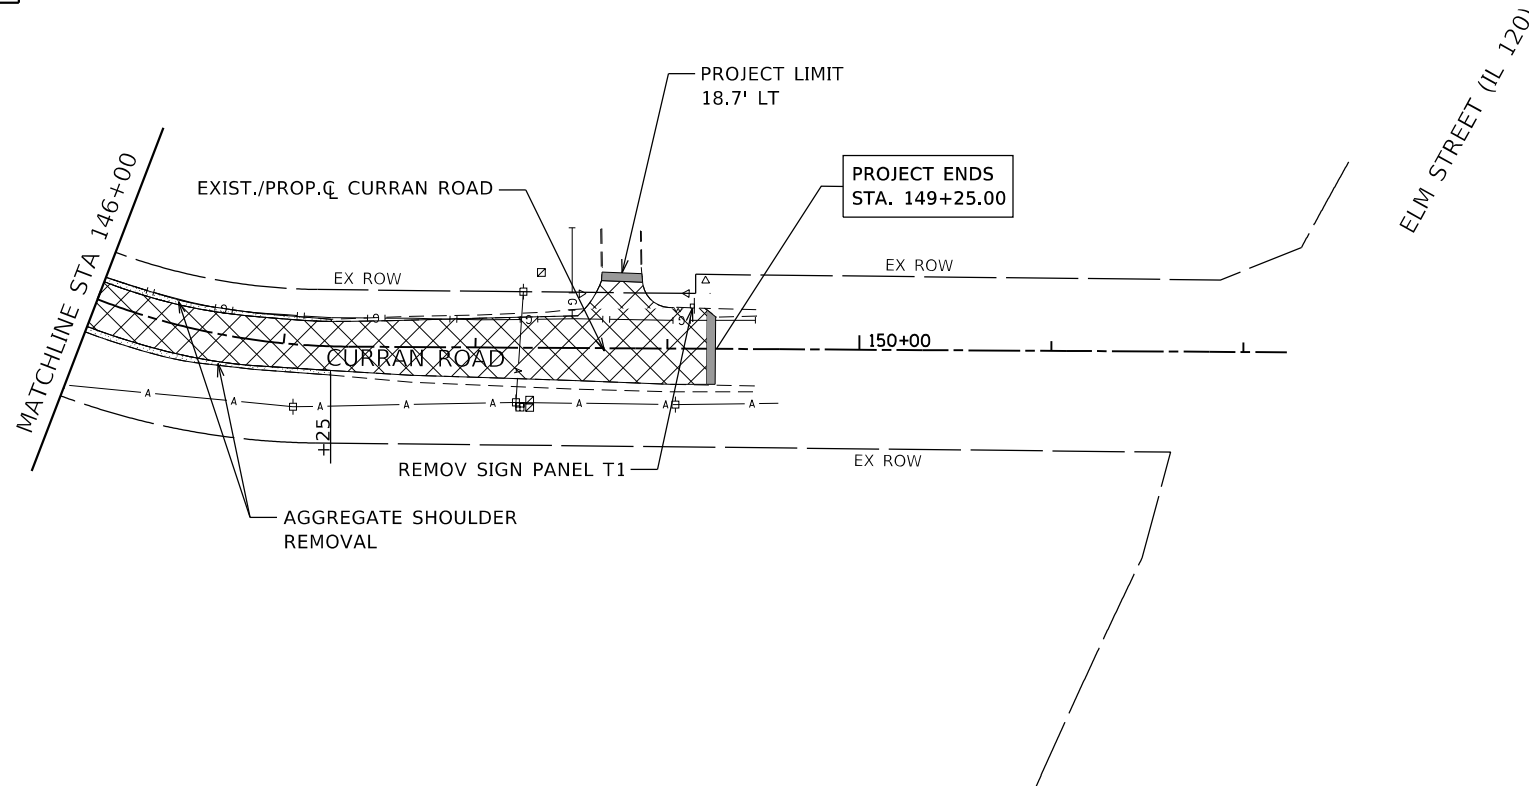 PROJECT LIMIT
18.7' LT
ELM STREET (IL 120)
MATCHLINE STA 146+00
EXIST./PROP.℄ CURRAN ROAD
PROJECT ENDS
STA. 149+25.00
EX ROW
EX ROW
G
G
G
G
G
150+00
CURRAN ROAD
A
A
A
A
A
A
A
A
A
+25
EX ROW
REMOV SIGN PANEL T1
AGGREGATE SHOULDER
REMOVAL